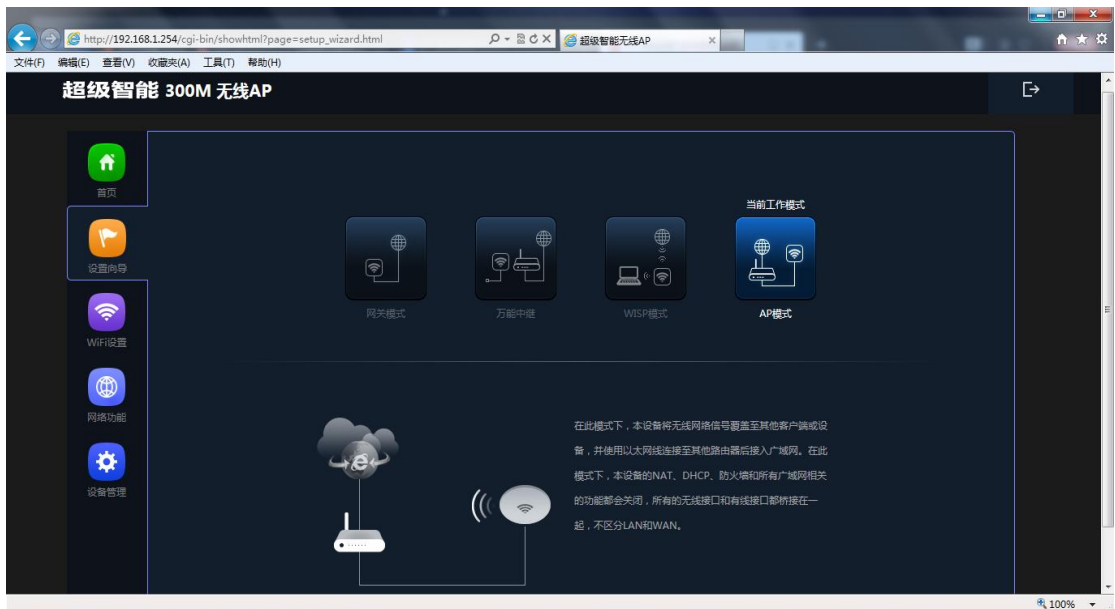 http://192.168.1.254/cgi-bin/showhtml?page=setup_wizard.html
超级智能无线AP
文件(F) 编辑(E) 查看(V) 收藏夹(A) 工具(T) 帮助(H)
超级智能 300M 无线AP
首页
设置向导
WiFi设置
网络功能
设备管理
当前工作模式
网关模式 万能中继 WISP模式 AP模式
在此模式下，本设备将无线网络信号覆盖至其他客户端或设
备，并使用以太网线连接至其他路由器后接入广域网。在此
模式下，本设备的NAT、DHCP、防火墙和所有广域网相关
的功能都会关闭，所有的无线接口和有线接口都桥接在一
起，不区分LAN和WAN。
100%